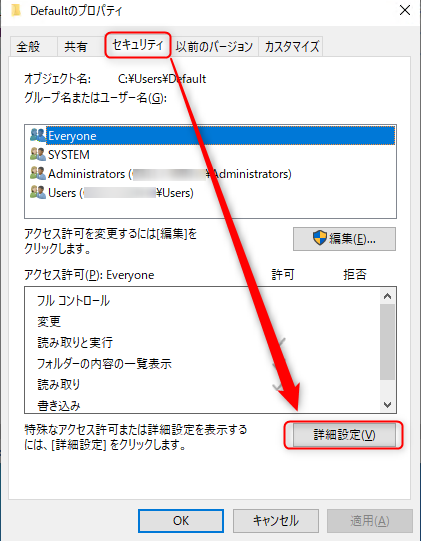 Defaultのプロパティ
全般 共有 セキュリティ 以前のバージョン カスタマイズ
オブジェクト名: C:¥Users¥Default
グループ名またはユーザー名(G):
Everyone
SYSTEM
Administrators ( ¥Administrators)
Users ( ¥Users)
アクセス許可を変更するには[編集]を
クリックします。
編集(E)...
アクセス許可(P): Everyone 許可 拒否
フル コントロール
変更
読み取りと実行
フォルダーの内容の一覧表示
読み取り
書き込み
特殊なアクセス許可または詳細設定を表示する
には、[詳細設定] をクリックします。
詳細設定(V)
OK キャンセル 適用(A)